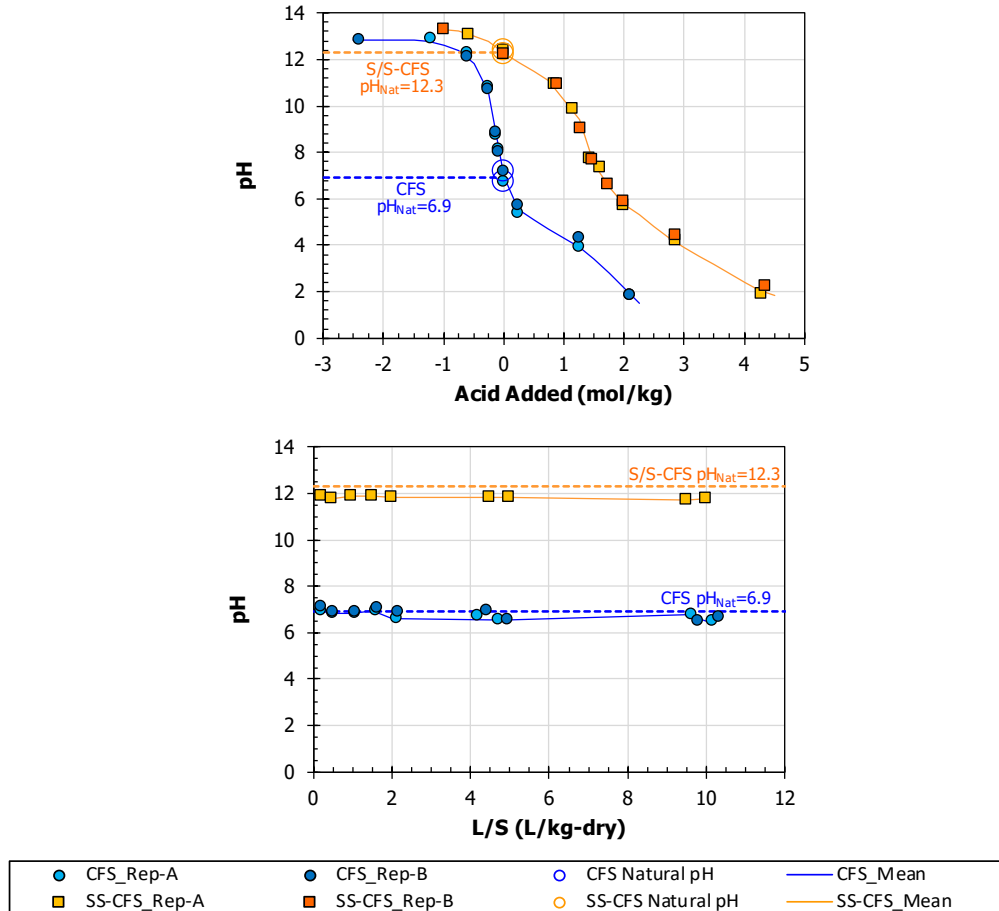 14
12
10
8
6
4
2
0
pH
S/S-CFS
pHNat=12.3
CFS
pHNat=6.9
-3 -2 -1 0 1 2 3 4 5
Acid Added (mol/kg)
14
12
10
8
6
4
2
0
pH
S/S-CFS pHNat=12.3
CFS pHNat=6.9
0 2 4 6 8 10 12
L/S (L/kg-dry)
CFS_Rep-A CFS_Rep-B CFS Natural pH CFS_Mean
SS-CFS_Rep-A SS-CFS_Rep-B SS-CFS Natural pH SS-CFS_Mean